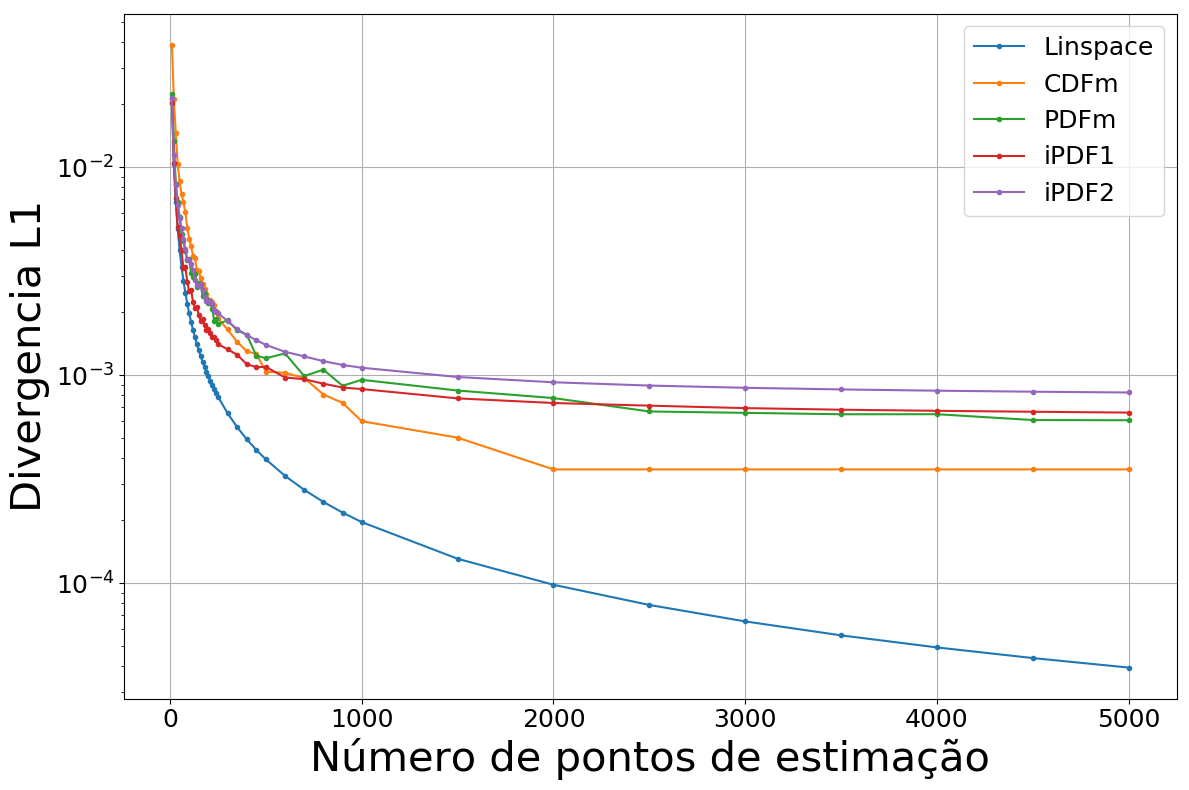 Divergencia L1
10⁻²
10⁻³
10⁻⁴
Linspace
CDFm
PDFm
iPDF1
iPDF2
0 1000 2000 3000 4000 5000
Número de pontos de estimação